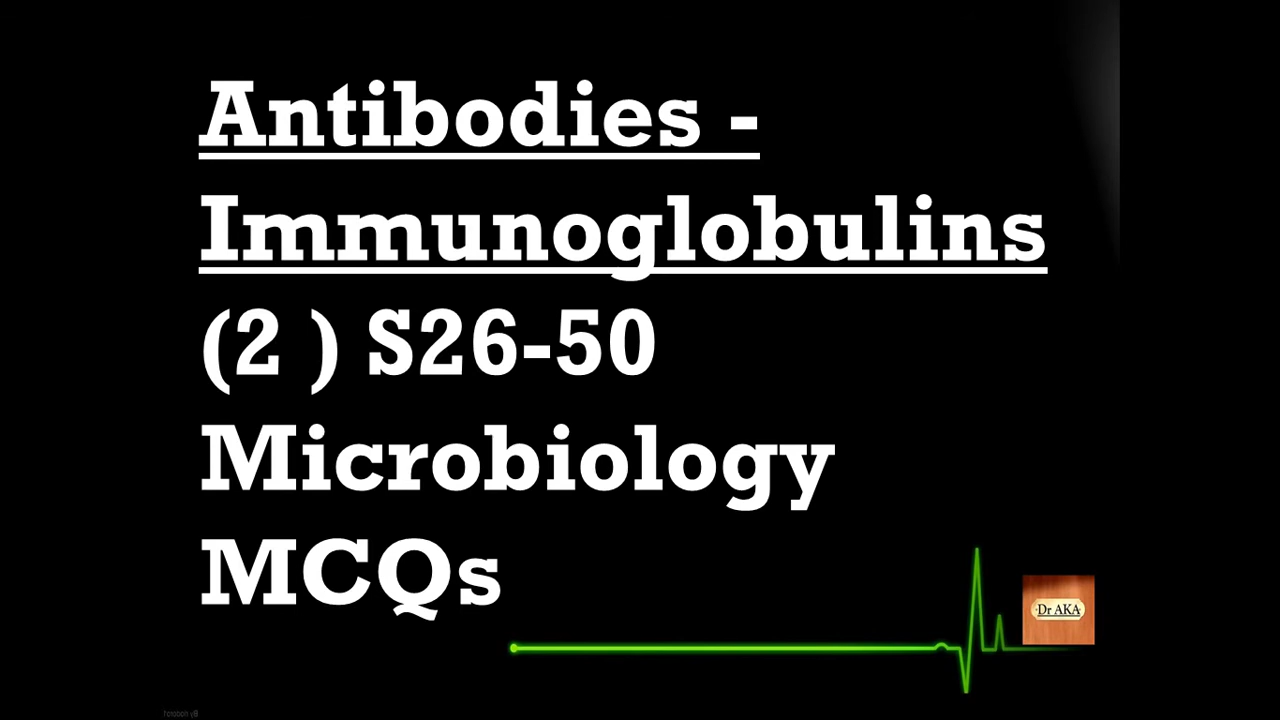 Antibodies -
Immunoglobulins
(2 ) S26-50
Microbiology
MCQs
Dr AKA